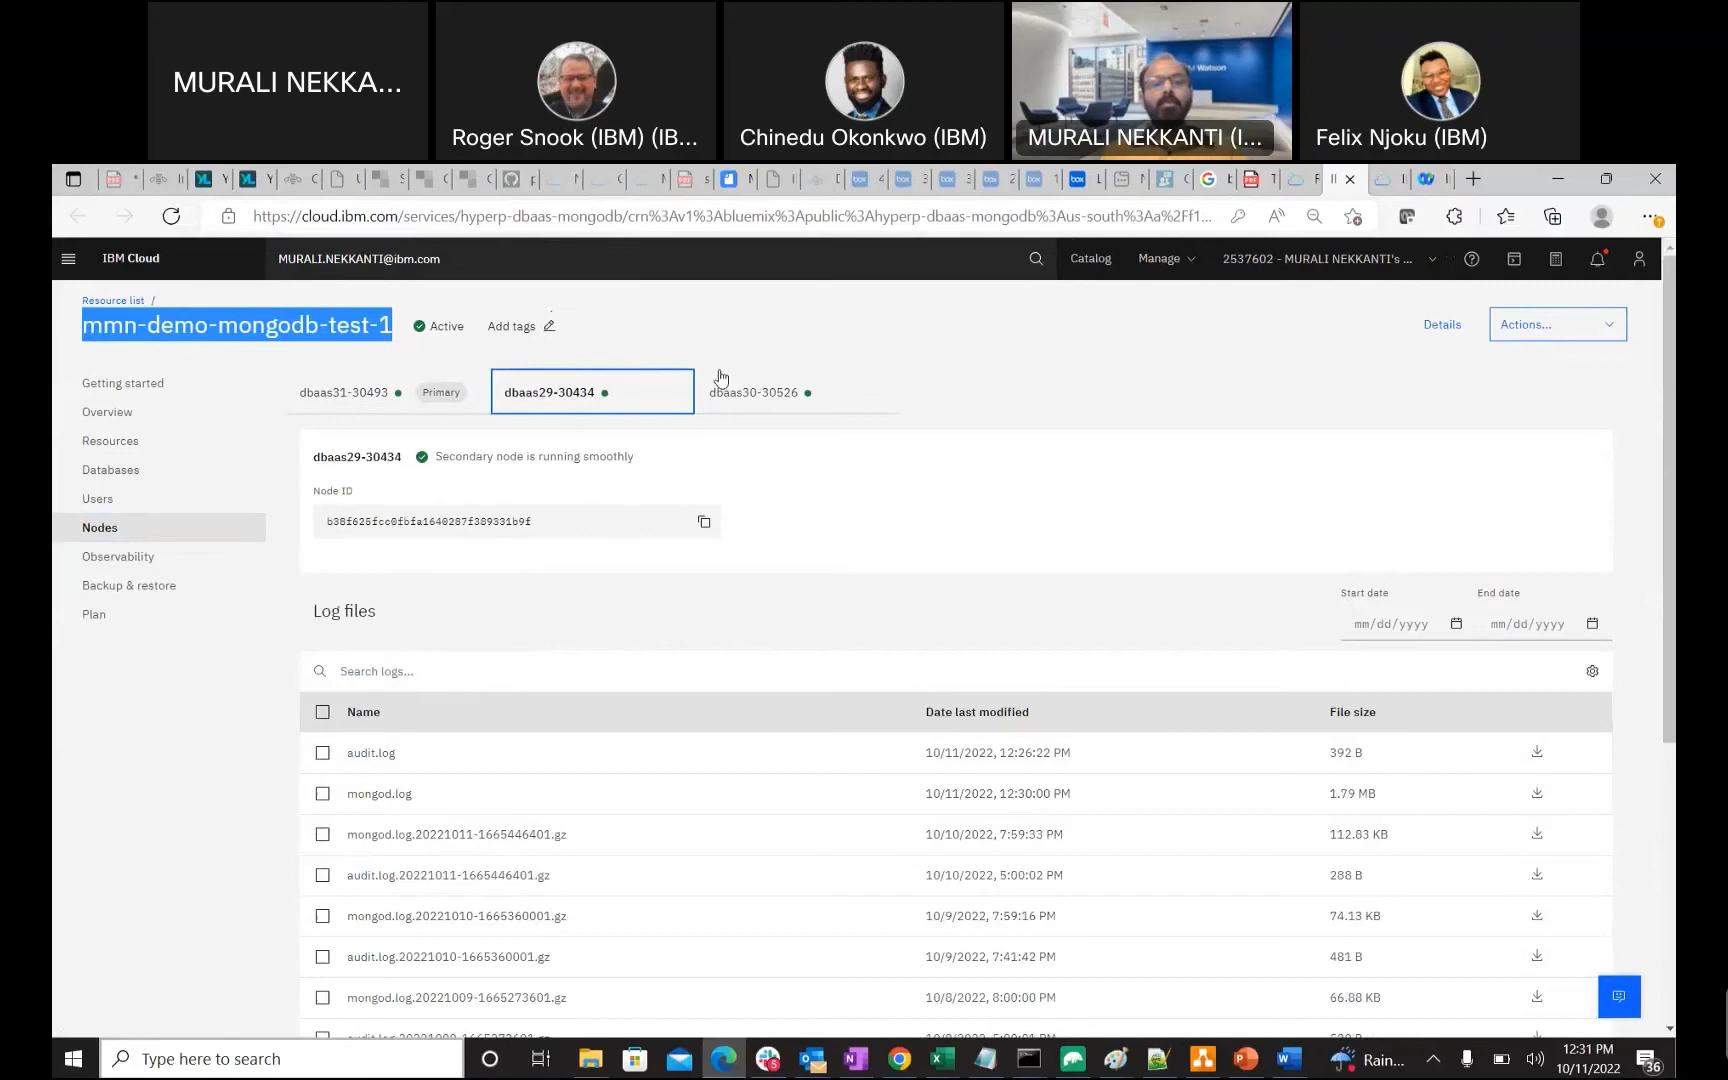 MURALI NEKKA...
Roger Snook (IBM) (IB...
Chinedu Okonkwo (IBM)
MURALI NEKKANTI (I...
Felix Njoku (IBM)
Watson
https://cloud.ibm.com/services/hyperp-dbaas-mongodb/crn%3Av1%3Abluemix%3Apublic%3Ahyperp-dbaas-mongodb%3Aus-south%3Aa%2Ff1...
IBM Cloud
MURALI.NEKKANTI@ibm.com
Catalog
Manage
2537602 - MURALI NEKKANTI's ...
Resource list /
mmn-demo-mongodb-test-1
Active
Add tags
Details
Actions...
Getting started
Overview
Resources
Databases
Users
Nodes
Observability
Backup & restore
Plan
dbaas31-30493
Primary
dbaas29-30434
dbaas30-30526
dbaas29-30434
Secondary node is running smoothly
Node ID
b38f625fcc0fbfa1640287f389331b9f
Log files
Start date
End date
mm/dd/yyyy
mm/dd/yyyy
Search logs...
Name Date last modified File size
audit.log 10/11/2022, 12:26:22 PM 392 B
mongod.log 10/11/2022, 12:30:00 PM 1.79 MB
mongod.log.20221011-1665446401.gz 10/10/2022, 7:59:33 PM 112.83 KB
audit.log.20221011-1665446401.gz 10/10/2022, 5:00:02 PM 288 B
mongod.log.20221010-1665360001.gz 10/9/2022, 7:59:16 PM 74.13 KB
audit.log.20221010-1665360001.gz 10/9/2022, 7:41:42 PM 481 B
mongod.log.20221009-1665273601.gz 10/8/2022, 8:00:00 PM 66.88 KB
Type here to search
Rain...
12:31 PM
10/11/2022
36